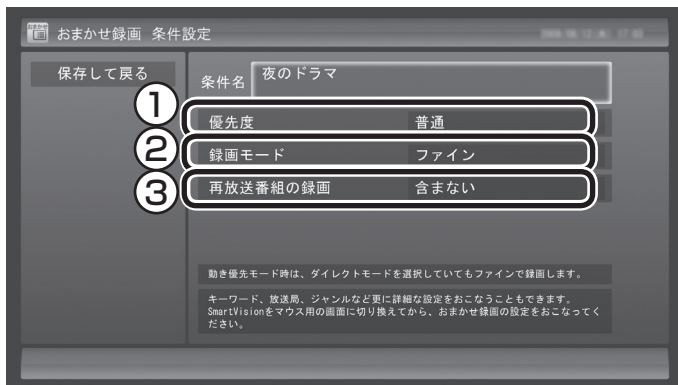 おまかせ
おまかせ録画 条件設定
保存して戻る
条件名 夜のドラマ
①
優先度 普通
②
録画モード ファイン
③
再放送番組の録画 含まない
動き優先モード時は、ダイレクトモードを選択していてもファインで録画します。
キーワード、放送局、ジャンルなど更に詳細な設定をおこなうこともできます。
SmartVisionをマウス用の画面に切り換えてから、おまかせ録画の設定をおこなってく
ださい。